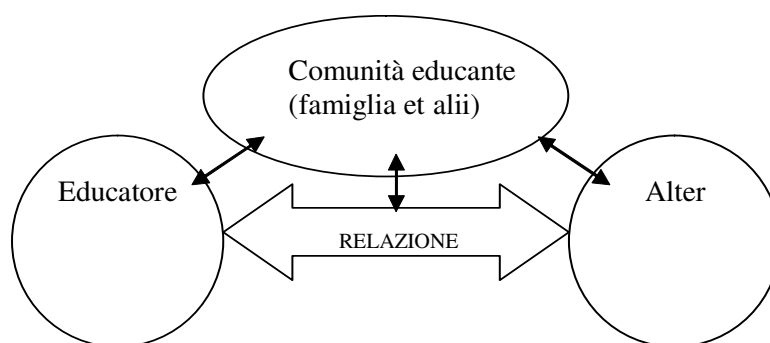 Comunità educante
(famiglia et alii)
Educatore
Alter
RELAZIONE